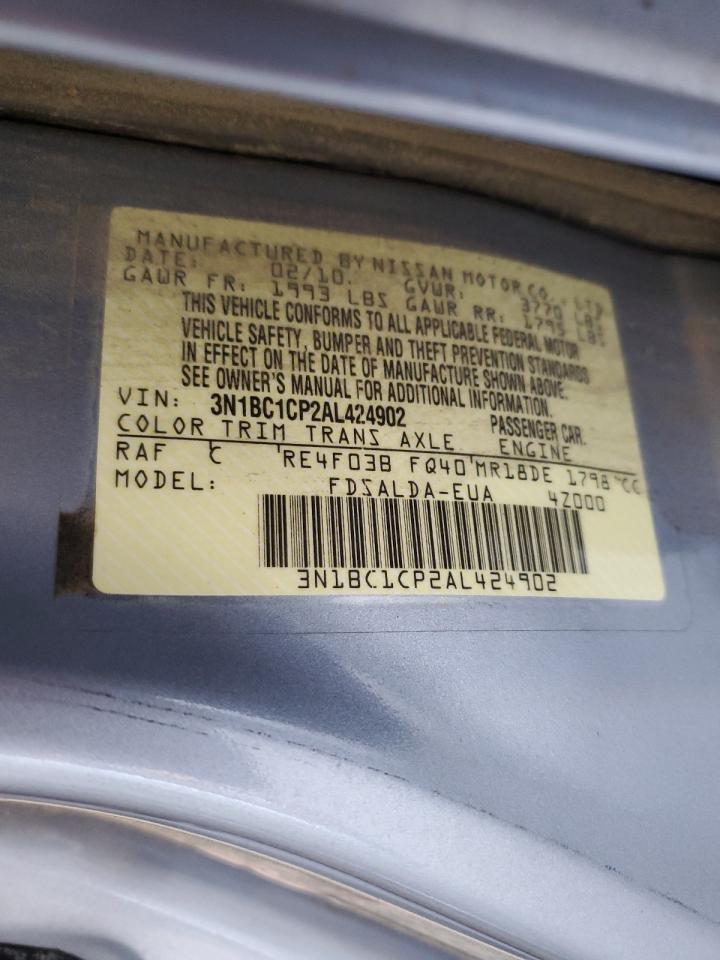 MANUFACTURED BY NISSAN MOTOR CO., LTD
DATE: 02/10. GVWR: 3770 LBS
GAWR FR: 1993 LBS GAWR RR: 1795 LBS
THIS VEHICLE CONFORMS TO ALL APPLICABLE FEDERAL MOTOR
VEHICLE SAFETY, BUMPER AND THEFT PREVENTION STANDARDS
IN EFFECT ON THE DATE OF MANUFACTURE SHOWN ABOVE.
SEE OWNER'S MANUAL FOR ADDITIONAL INFORMATION.
VIN: 3N1BC1CP2AL424902 PASSENGER CAR.
COLOR TRIM TRANS AXLE ENGINE
RAF C RE4F03B FQ40 MR18DE 1798 CC
MODEL: FDSALDA-EUA 4Z000
3N1BC1CP2AL424902